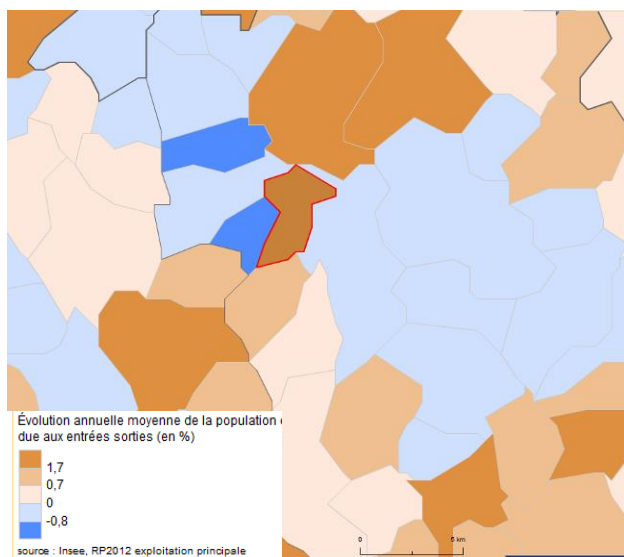 Évolution annuelle moyenne de la population
due aux entrées sorties (en %)
1,7
0,7
0
-0,8
source : Insee, RP2012 exploitation principale
0 5 km